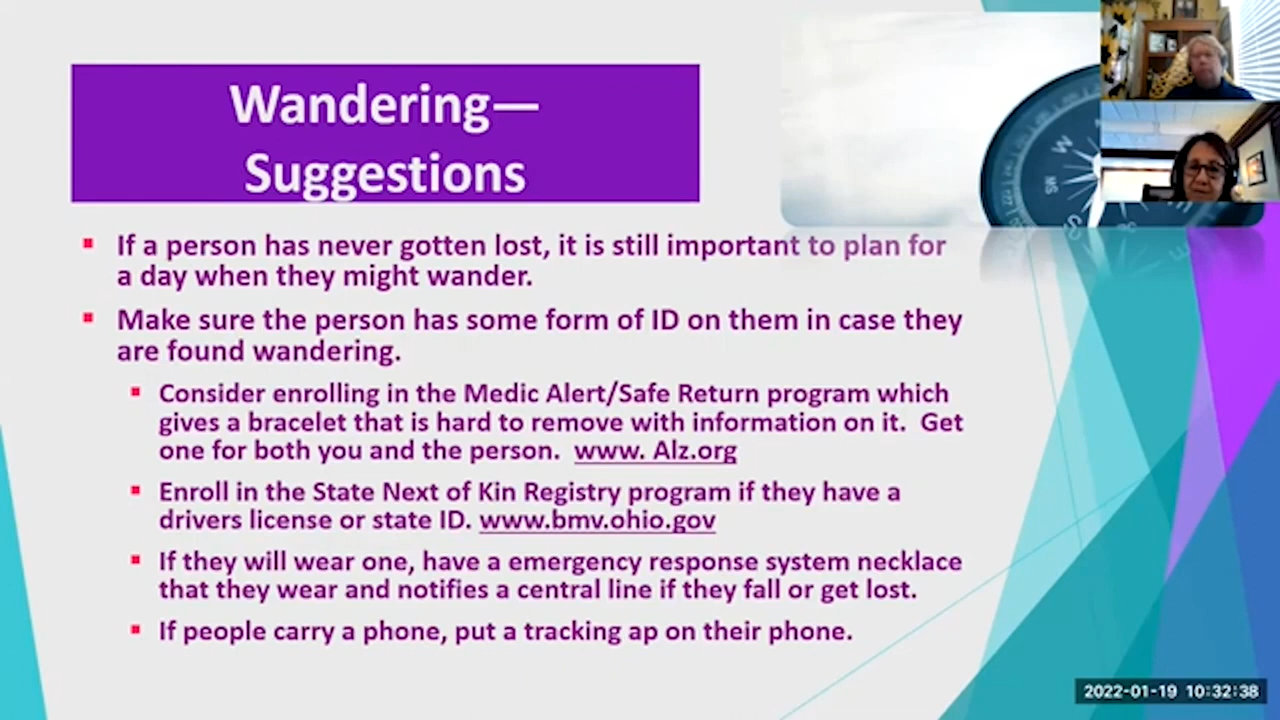 Wandering—
Suggestions
▪ If a person has never gotten lost, it is still important to plan for
a day when they might wander.
▪ Make sure the person has some form of ID on them in case they
are found wandering.
▪ Consider enrolling in the Medic Alert/Safe Return program which
gives a bracelet that is hard to remove with information on it.  Get
one for both you and the person.  www. Alz.org
▪ Enroll in the State Next of Kin Registry program if they have a
drivers license or state ID. www.bmv.ohio.gov
▪ If they will wear one, have a emergency response system necklace
that they wear and notifies a central line if they fall or get lost.
▪ If people carry a phone, put a tracking ap on their phone.
W
2022-01-19 10:32:38